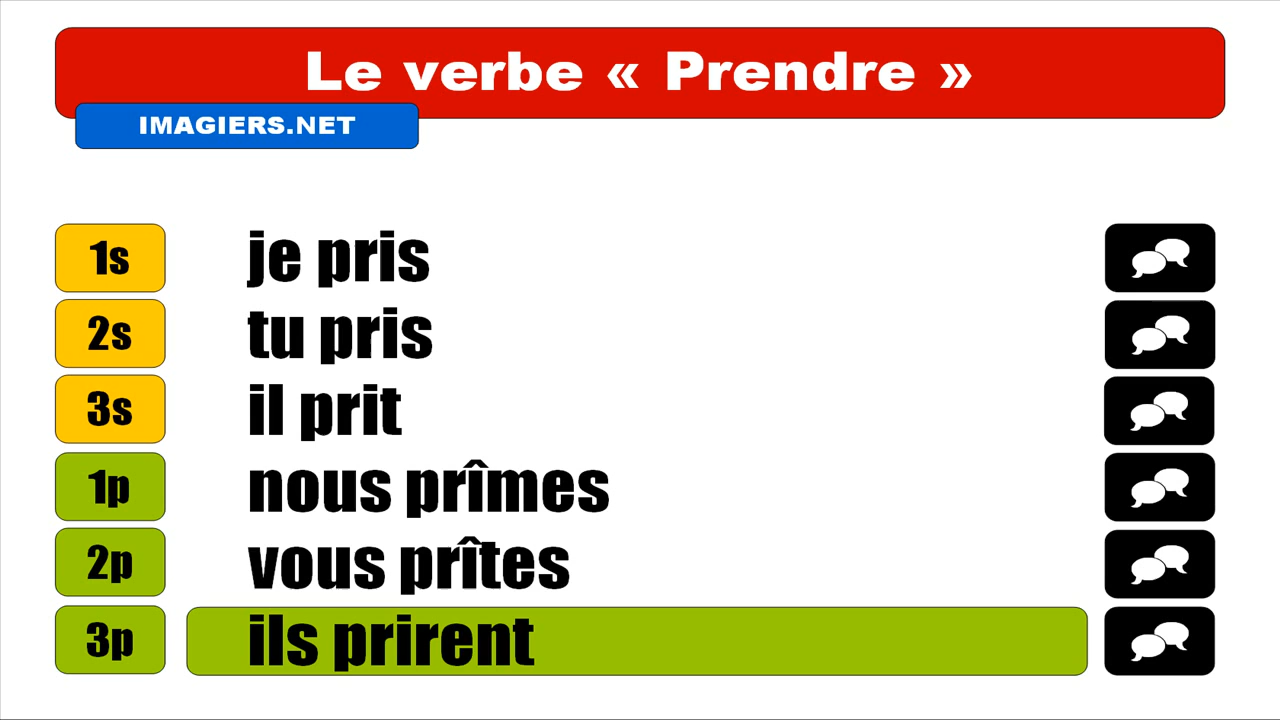 Le verbe « Prendre »
IMAGIERS.NET
1s je pris
2s tu pris
3s il prit
1p nous prîmes
2p vous prîtes
3p ils prirent